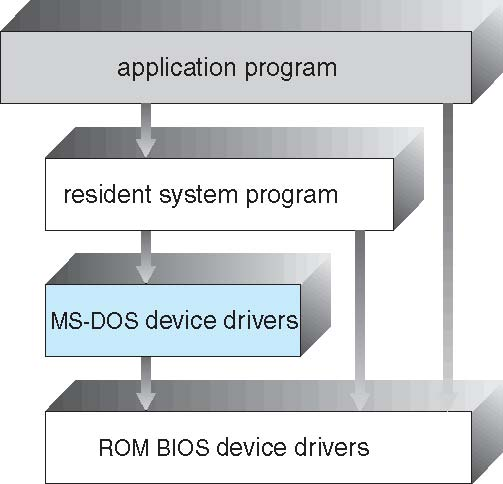 application program
resident system program
MS-DOS device drivers
ROM BIOS device drivers